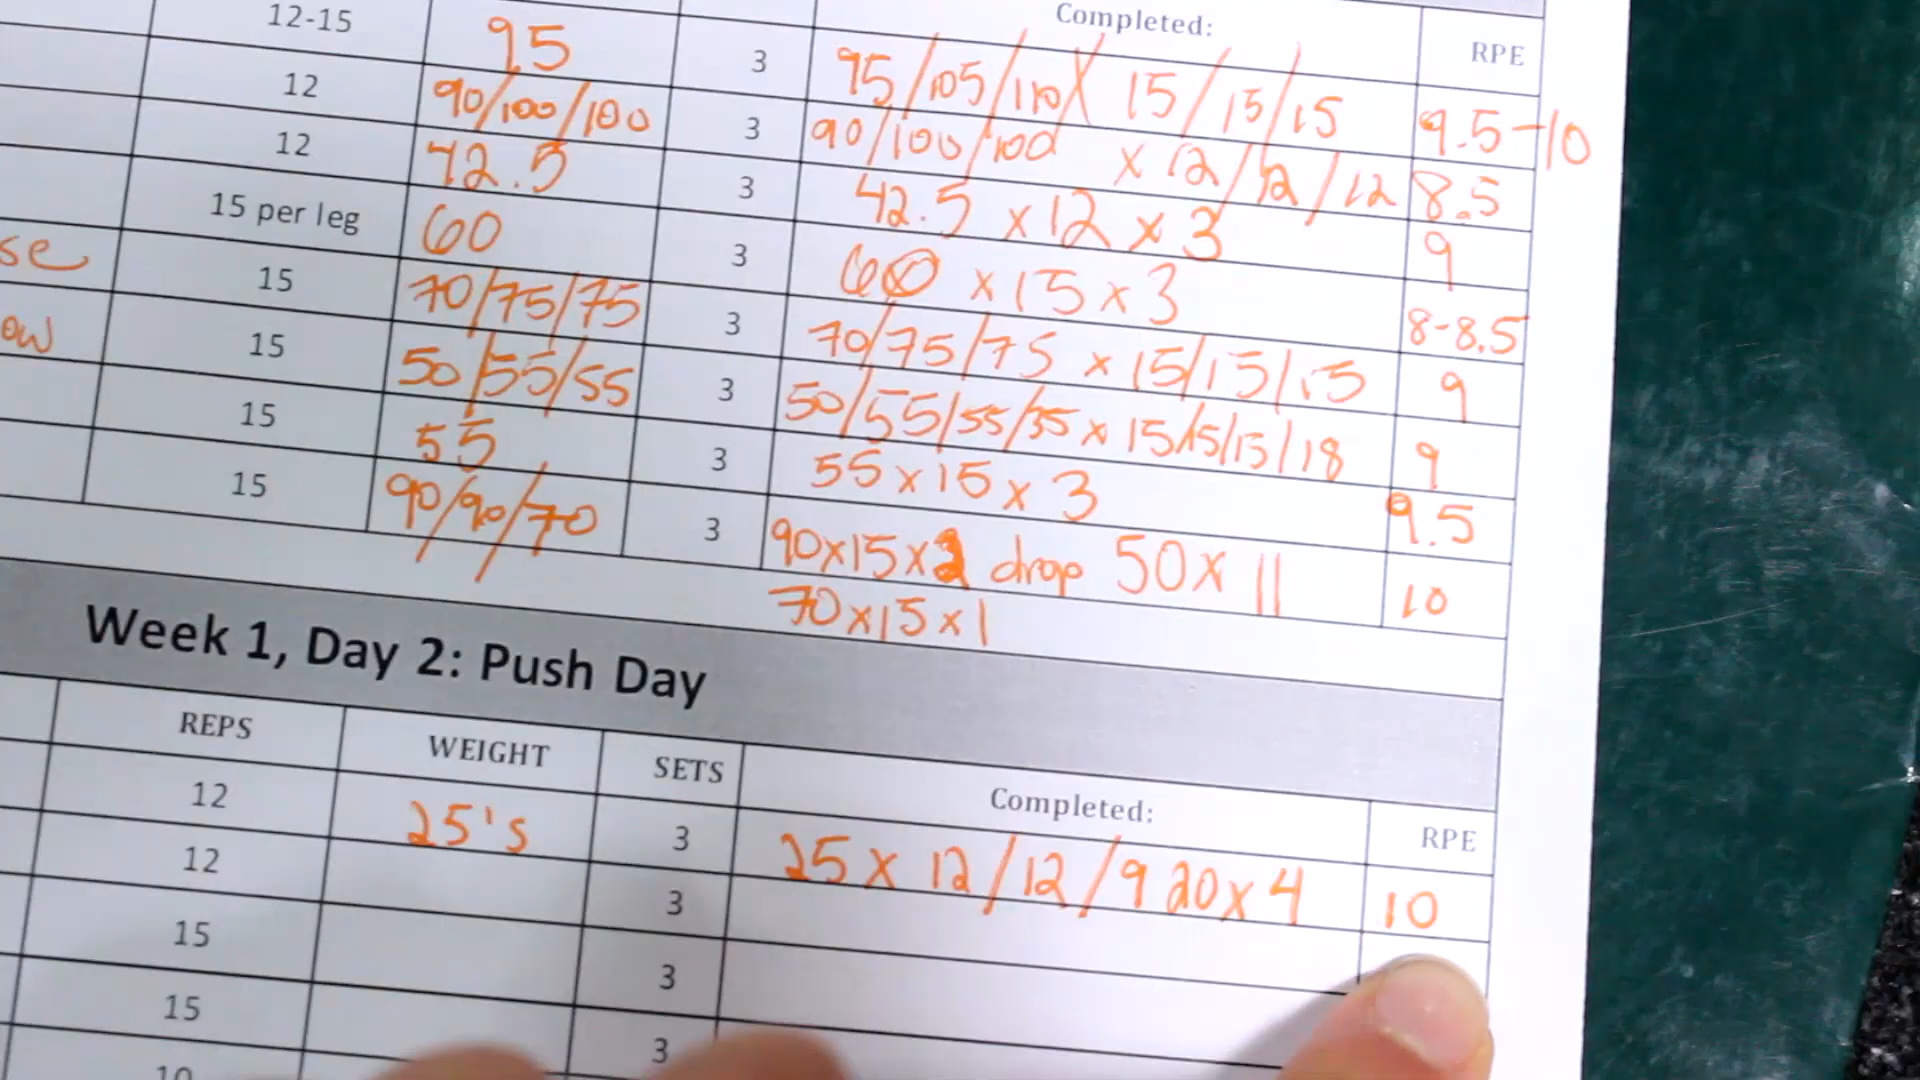 Completed: RPE
12-15 95 3 95/105/110 X 15/15/15 9.5-10
12 90/100/100 3 90/100/100 x 12/12/12 8.5
12 42.5 3 42.5 x 12 x 3 9
15 per leg 60 3 60 x 15 x 3 8-8.5
se 15 70/75/75 3 70/75/75 x 15/15/15 9
ow 15 50/55/55 3 50/55/55/55 x 15/15/15/18 9
15 55 3 55 x 15 x 3 9.5
15 90/90/70 3 90x15x2 drop 50x 11 10
70x15x1
Week 1, Day 2: Push Day
REPS WEIGHT SETS Completed: RPE
12 25's 3 25 x 12/12/9 20x4 10
12 3
15 3
15 3
10